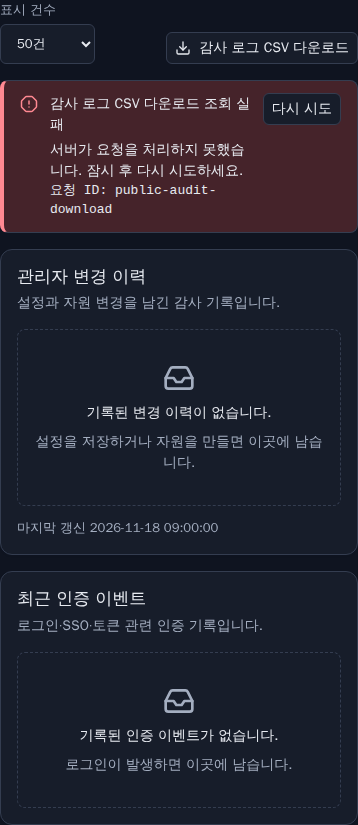 표시 건수
50건
감사 로그 CSV 다운로드
감사 로그 CSV 다운로드 조회 실
패
다시 시도
서버가 요청을 처리하지 못했습
니다. 잠시 후 다시 시도하세요.
요청 ID: public-audit-
download
관리자 변경 이력
설정과 자원 변경을 남긴 감사 기록입니다.
기록된 변경 이력이 없습니다.
설정을 저장하거나 자원을 만들면 이곳에 남습
니다.
마지막 갱신 2026-11-18 09:00:00
최근 인증 이벤트
로그인·SSO·토큰 관련 인증 기록입니다.
기록된 인증 이벤트가 없습니다.
로그인이 발생하면 이곳에 남습니다.